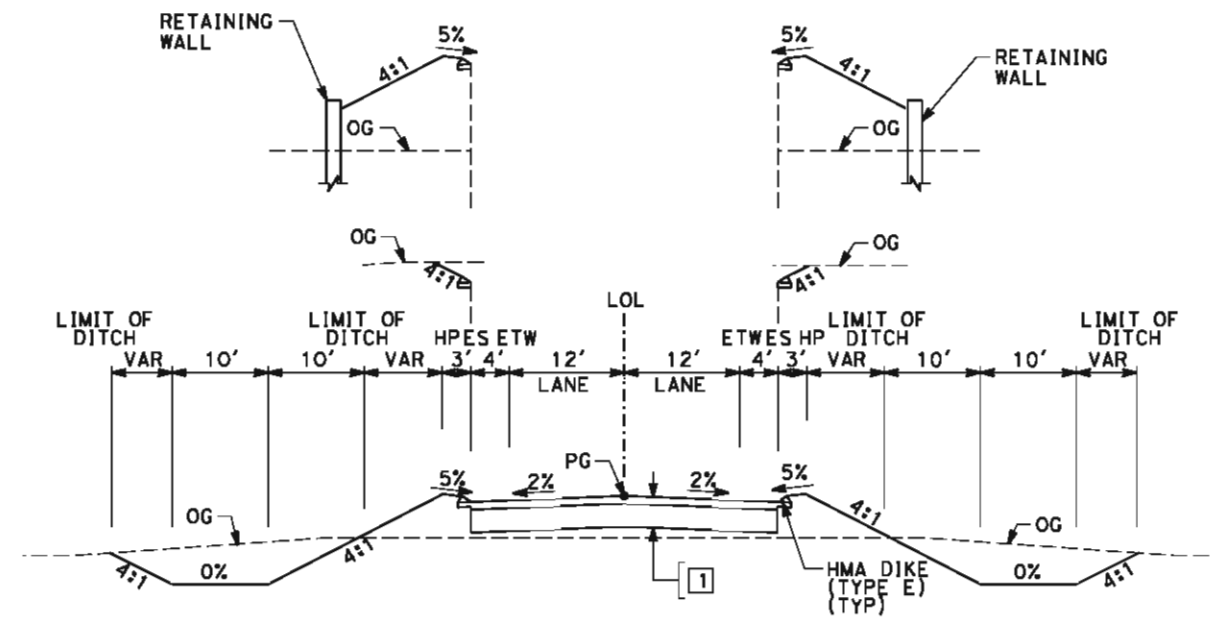 RETAINING
WALL
5%
4:1
OG
5%
4:1
RETAINING
WALL
OG
OG
4:1
OG
4:1
LOL
LIMIT OF
DITCH
LIMIT OF
DITCH
HP ES ETW
ETW ES HP
LIMIT OF
DITCH
LIMIT OF
DITCH
VAR 10' 10' VAR 3' 4' 12' 12' 4' 3' VAR 10' 10' VAR
LANE LANE
PG
5% 2% 2% 5%
OG
4:1
4:1
OG
4:1
0%
4:1
0%
1
HMA DIKE
(TYPE E)
(TYP)